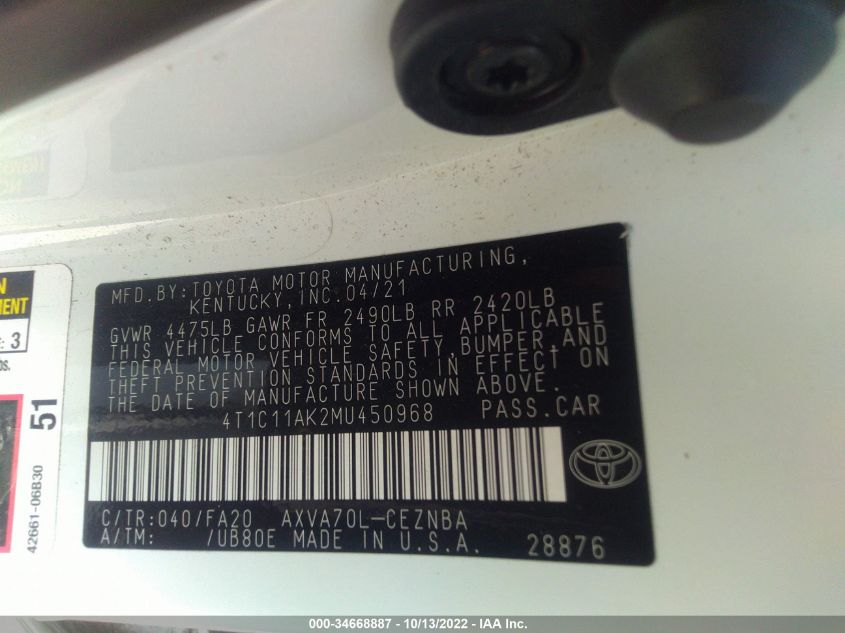 MFD.BY:TOYOTA MOTOR MANUFACTURING,
KENTUCKY,INC.04/21
GVWR 4475LB GAWR FR 2490LB RR 2420LB
THIS VEHICLE CONFORMS TO ALL APPLICABLE
FEDERAL MOTOR VEHICLE SAFETY,BUMPER,AND
THEFT PREVENTION STANDARDS IN EFFECT ON
THE DATE OF MANUFACTURE SHOWN ABOVE.
4T1C11AK2MU450968 PASS.CAR
C/TR:040/FA20 AXVA70L-CEZNBA
A/TM: /UB80E MADE IN U.S.A. 28876
3
51
42661-06B30
000-34668887 - 10/13/2022 - IAA Inc.